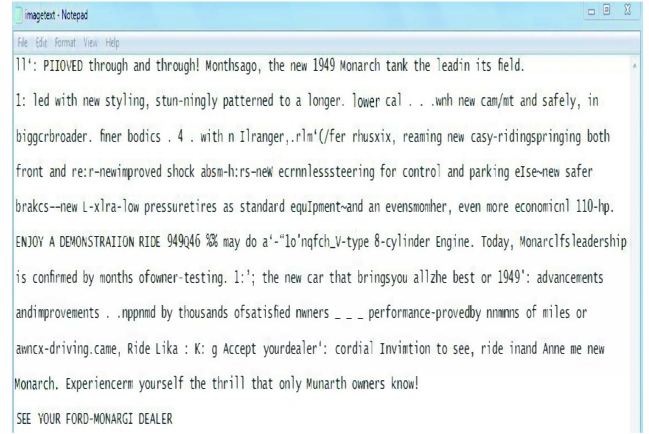 imagetext - Notepad
File Edit Format View Help
ll‘: PIIOVED through and through! Monthsago, the new 1949 Monarch tank the leadin its field.
1: led with new styling, stun-ningly patterned to a longer. lower cal . . .wnh new cam/mt and safely, in
biggcrbroader. finer bodics . 4 . with n Ilranger,.rlm‘(/fer rhusxix, reaming new casy-ridingspringing both
front and re:r-newimproved shock absm-h:rs-neW ecrnnlesssteering for control and parking eIse~new safer
brakcs--new L-xlra-low pressuretires as standard equIpment~and an evensmomher, even more economicnl 110-hp.
ENJOY A DEMONSTRAIION RIDE 949Q46 %% may do a‘-“1o'nqfch_V-type 8-cylinder Engine. Today, Monarclfsleadership
is confirmed by months ofowner-testing. 1:'; the new car that bringsyou allzhe best or 1949': advancements
andimprovements . .nppnmd by thousands ofsatisfied nwners _ _ _ performance-provedby nnmnns of miles or
awncx-driving.came, Ride Lika : K: g Accept yourdealer‘: cordial Invimtion to see, ride inand Anne me new
Monarch. Experiencerm yourself the thrill that only Munarth owners know!
SEE YOUR FORD-MONARGI DEALER